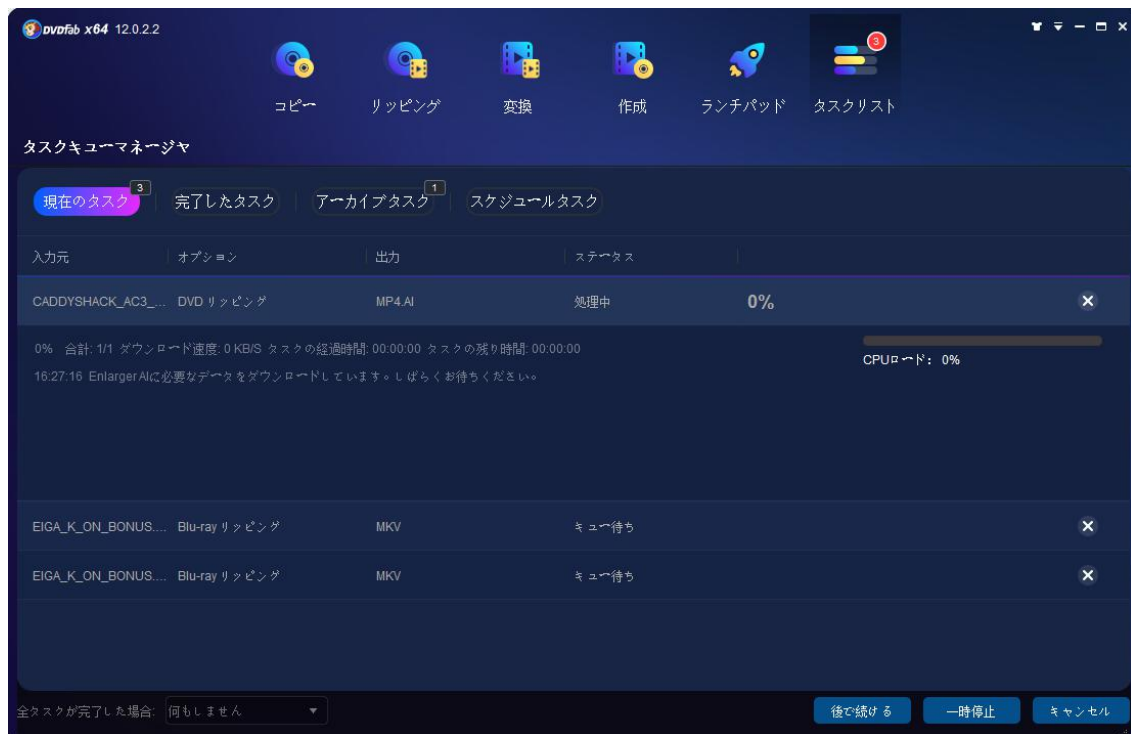 DVDFab x64 12.0.2.2
3
コピー リッピング 変換 作成 ランチパッド タスクリスト
タスクキューマネージャ
現在のタスク 3 完了したタスク アーカイブタスク 1 スケジュールタスク
入力元 オプション 出力 ステータス
CADDYSHACK_AC3_... DVD リッピング MP4.AI 処理中 0%
0% 合計: 1/1 ダウンロード速度: 0 KB/S タスクの経過時間: 00:00:00 タスクの残り時間: 00:00:00
CPUロード: 0%
16:27:16 EnlargerAIに必要なデータをダウンロードしています。しばらくお待ちください。
EIGA_K_ON_BONUS.... Blu-ray リッピング MKV キュー待ち
EIGA_K_ON_BONUS.... Blu-ray リッピング MKV キュー待ち
全タスクが完了した場合: 何もしません 後で続ける 一時停止 キャンセル